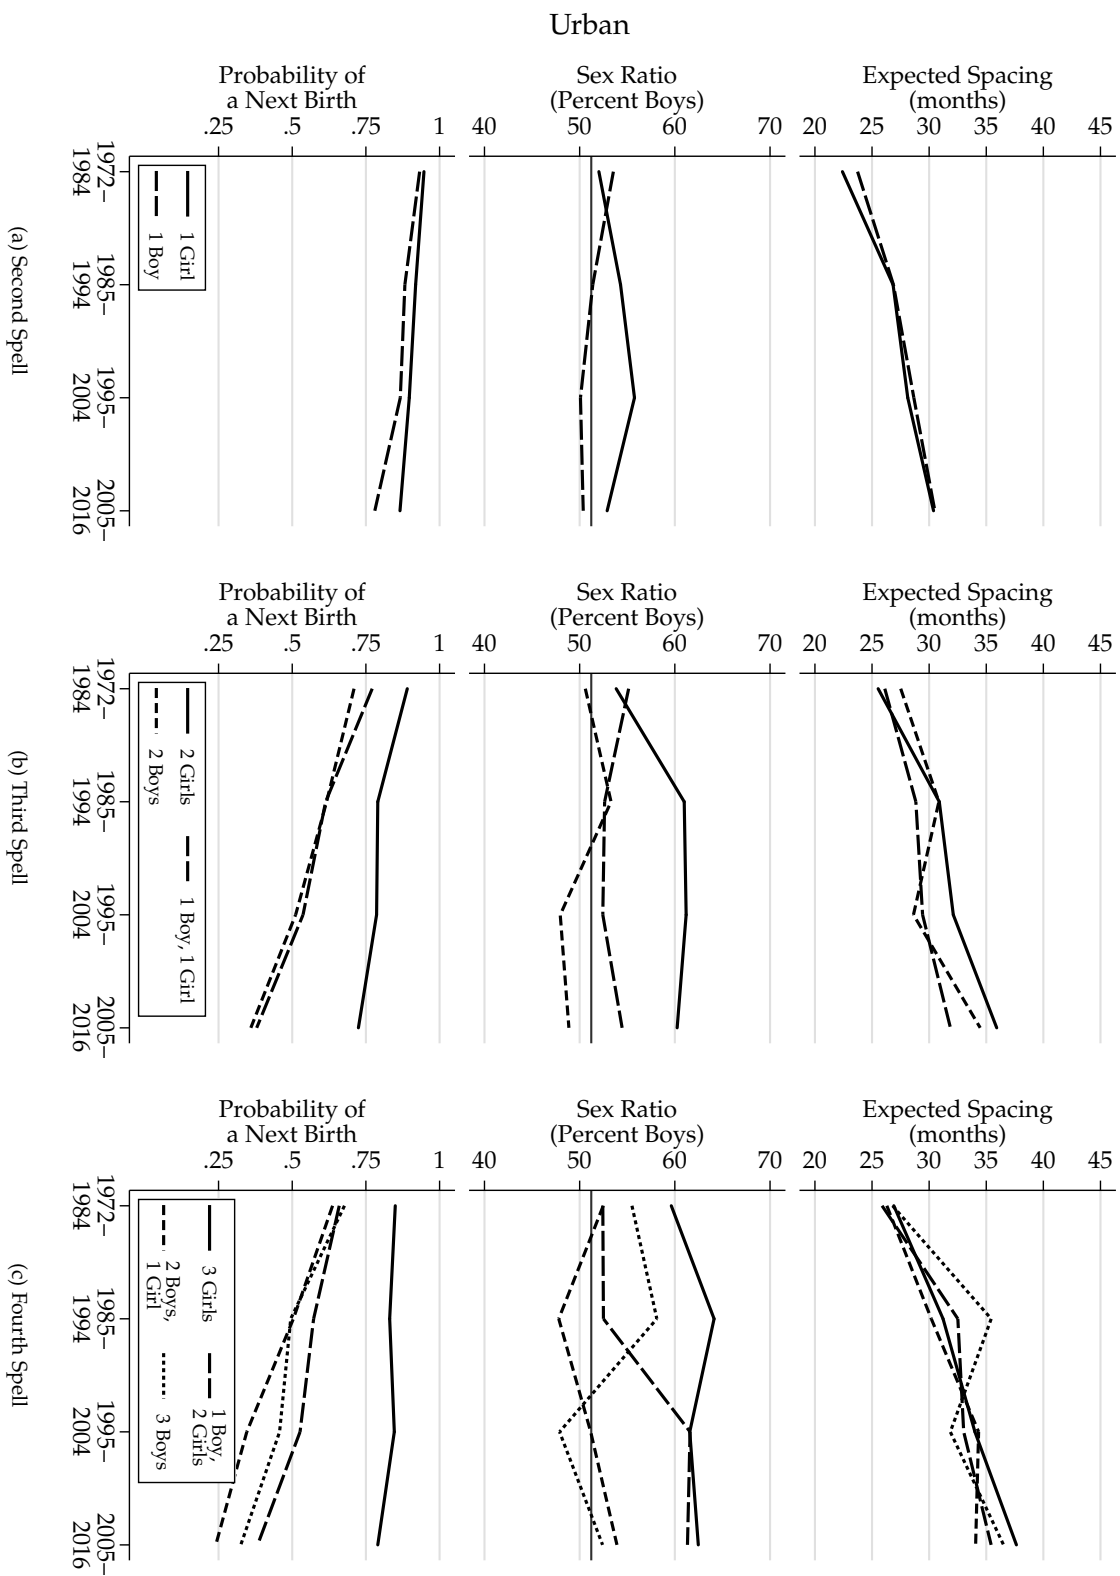 Urban
Probability of
a Next Birth
Sex Ratio
(Percent Boys)
Expected Spacing
(months)
.25 .5 .75 1
40 50 60 70
20 25 30 35 40 45
1972–
1984
1985–
1994
1995–
2004
2005–
2016
1 Girl
1 Boy
(a) Second Spell
Probability of
a Next Birth
Sex Ratio
(Percent Boys)
Expected Spacing
(months)
.25 .5 .75 1
40 50 60 70
20 25 30 35 40 45
1972–
1984
1985–
1994
1995–
2004
2005–
2016
2 Girls
1 Boy, 1 Girl
2 Boys
(b) Third Spell
Probability of
a Next Birth
Sex Ratio
(Percent Boys)
Expected Spacing
(months)
.25 .5 .75 1
40 50 60 70
20 25 30 35 40 45
1972–
1984
1985–
1994
1995–
2004
2005–
2016
3 Girls
1 Boy,
2 Girls
2 Boys,
1 Girl
3 Boys
(c) Fourth Spell